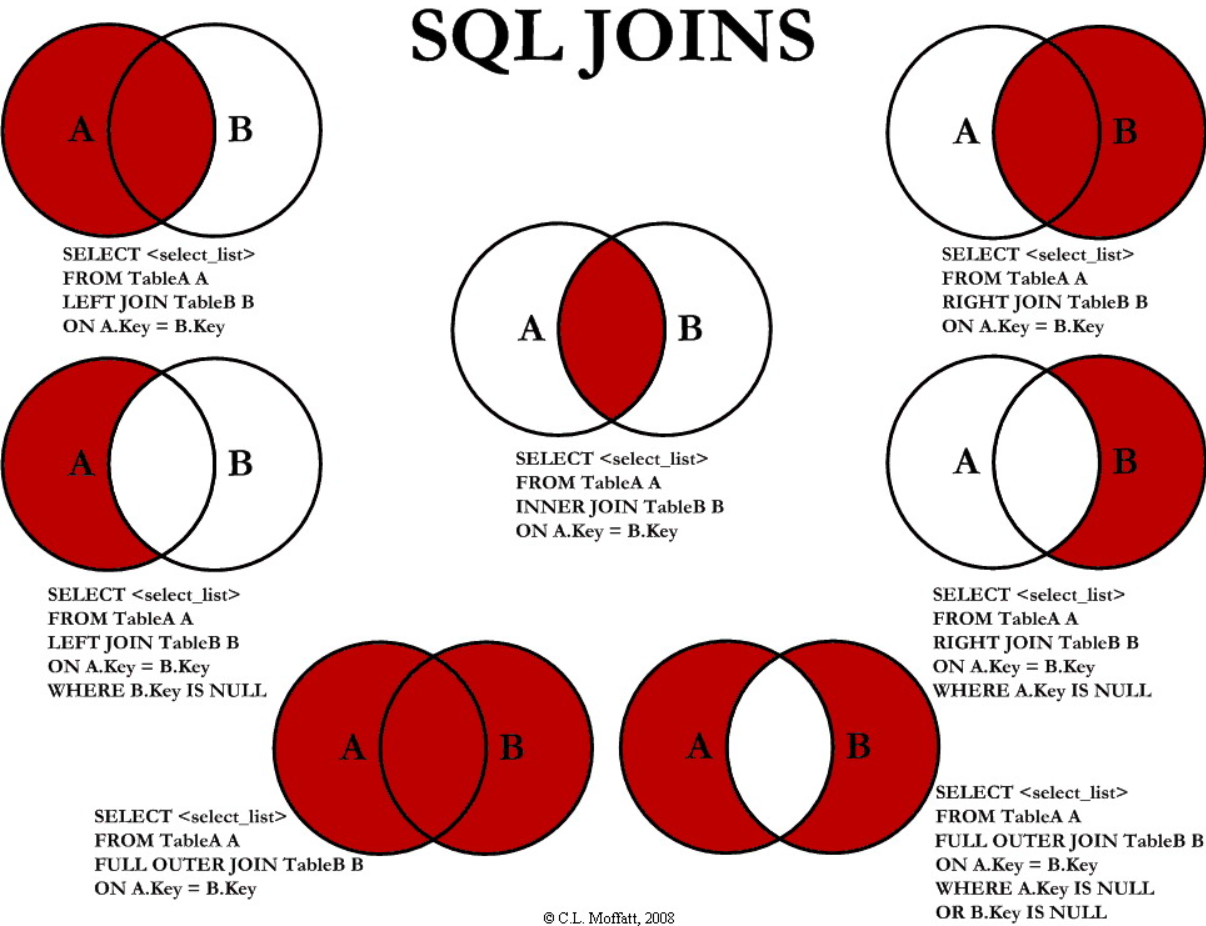 SQL JOINS
A B
SELECT <select_list>
FROM TableA A
LEFT JOIN TableB B
ON A.Key = B.Key
A B
SELECT <select_list>
FROM TableA A
RIGHT JOIN TableB B
ON A.Key = B.Key
A B
SELECT <select_list>
FROM TableA A
INNER JOIN TableB B
ON A.Key = B.Key
A B
SELECT <select_list>
FROM TableA A
LEFT JOIN TableB B
ON A.Key = B.Key
WHERE B.Key IS NULL
A B
SELECT <select_list>
FROM TableA A
RIGHT JOIN TableB B
ON A.Key = B.Key
WHERE A.Key IS NULL
A B
SELECT <select_list>
FROM TableA A
FULL OUTER JOIN TableB B
ON A.Key = B.Key
A B
SELECT <select_list>
FROM TableA A
FULL OUTER JOIN TableB B
ON A.Key = B.Key
WHERE A.Key IS NULL
OR B.Key IS NULL
© C.L. Moffatt, 2008